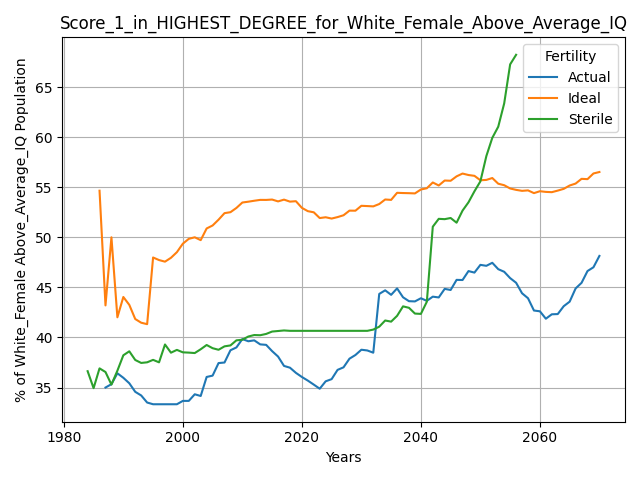 Score_1_in_HIGHEST_DEGREE_for_White_Female_Above_Average_IQ
Fertility
Actual
Ideal
Sterile
% of White_Female Above_Average_IQ Population
65
60
55
50
45
40
35
1980
2000
2020
2040
2060
Years